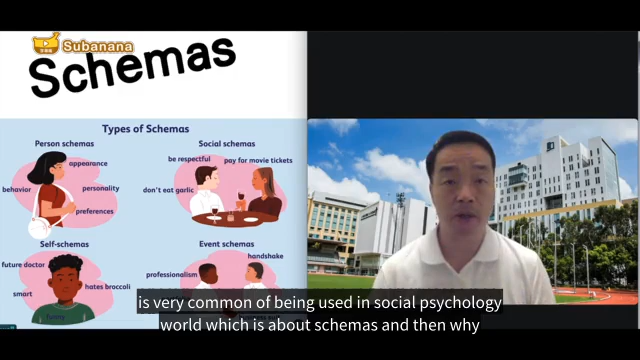 Subanana
Schemas
Types of Schemas
Person schemas
appearance
behavior
personality
preferences
Social schemas
be respectful
pay for movie tickets
don't eat garlic
Self-schemas
future doctor
smart
hates broccoli
funny
Event schemas
handshake
professionalism
is very common of being used in social psychology
world which is about schemas and then why